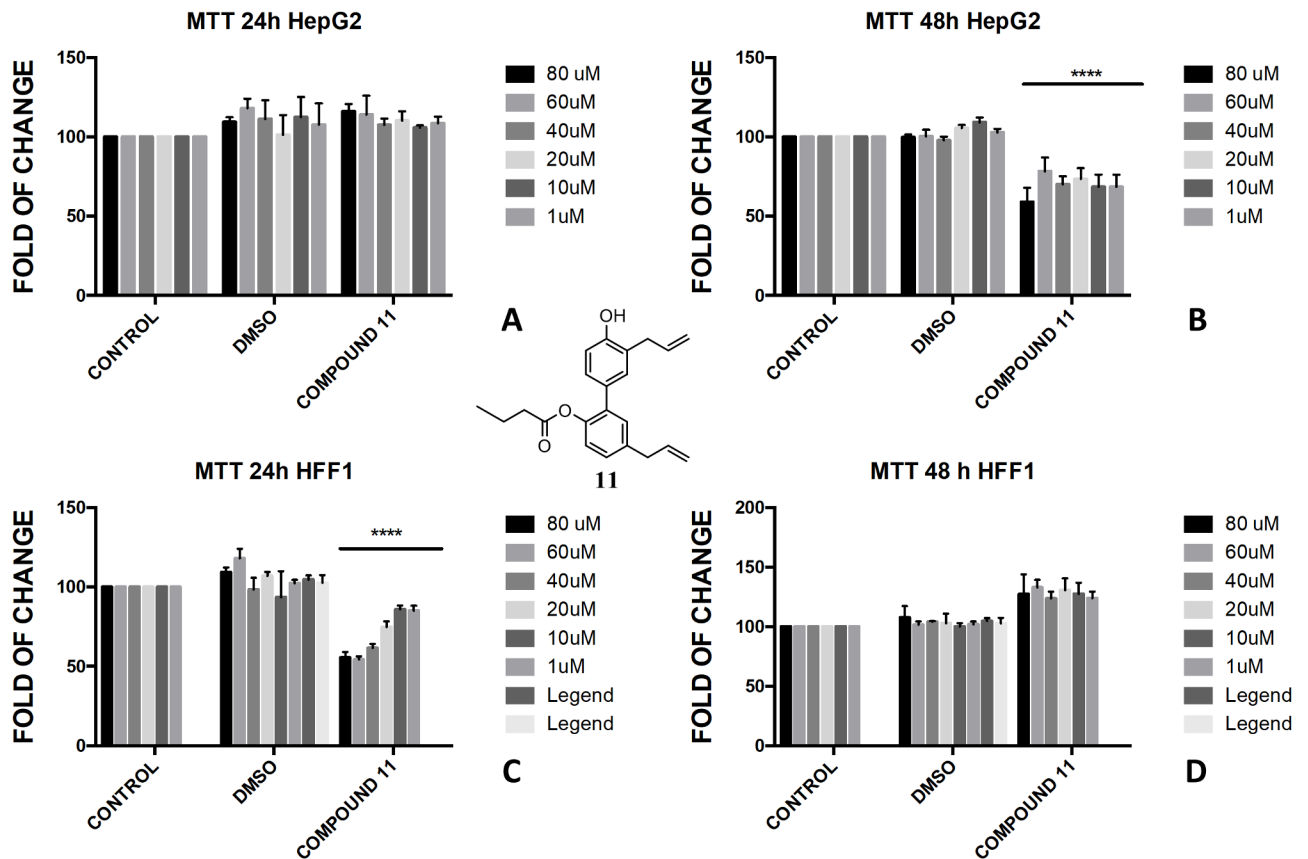 MTT 24h HepG2
FOLD OF CHANGE
150
100
50
0
CONTROL
DMSO
COMPOUND 11
80 uM
60uM
40uM
20uM
10uM
1uM
A
MTT 48h HepG2
FOLD OF CHANGE
150
100
50
0
****
CONTROL
DMSO
COMPOUND 11
80 uM
60uM
40uM
20uM
10uM
1uM
B
OH
O
O
11
MTT 24h HFF1
FOLD OF CHANGE
150
100
50
0
****
CONTROL
DMSO
COMPOUND 11
80 uM
60uM
40uM
20uM
10uM
1uM
Legend
Legend
C
MTT 48 h HFF1
FOLD OF CHANGE
200
150
100
50
0
CONTROL
DMSO
COMPOUND 11
80 uM
60uM
40uM
20uM
10uM
1uM
Legend
Legend
D